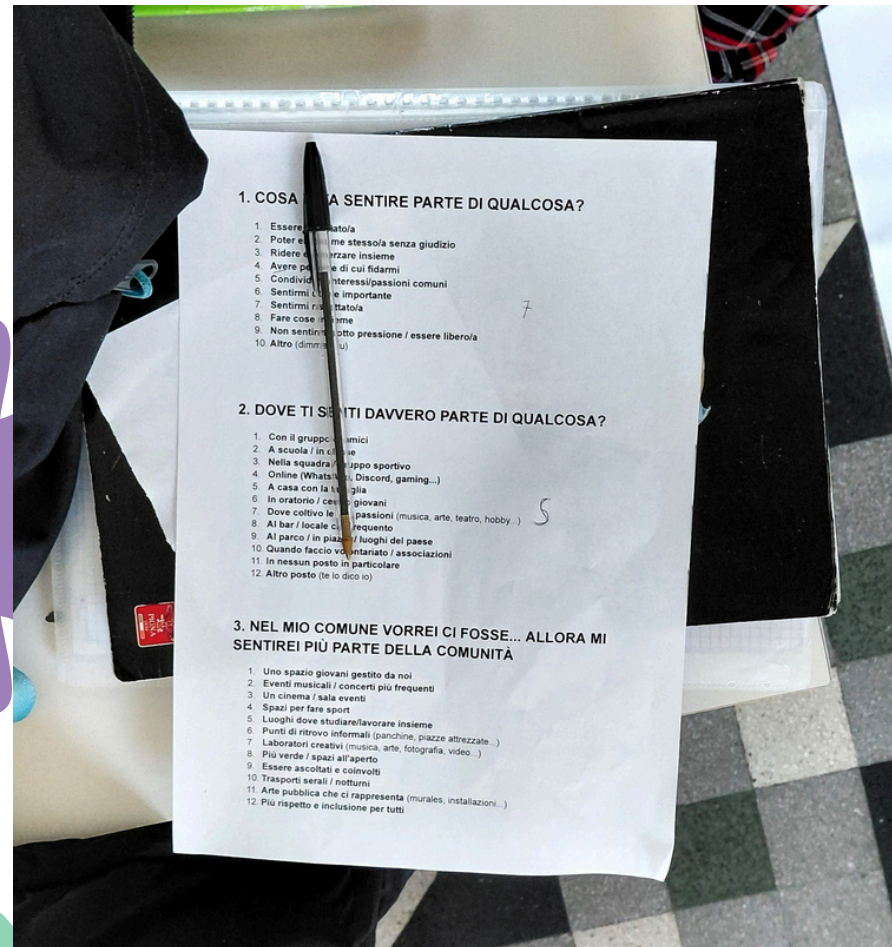 1. COSA A SENTIRE PARTE DI QUALCOSA?
1. Essere ato/a
2. Poter me stesso/a senza giudizio
3. Ridere e erzare insieme
4. Avere pe e di cui fidarmi
5. Condivid nteressi/passioni comuni
6. Sentirmi e importante
7. Sentirmi ttato/a
8. Fare cose eme
9. Non sentir otto pressione / essere libero/a
10. Altro (dimm u)
7
2. DOVE TI SENTI DAVVERO PARTE DI QUALCOSA?
1. Con il gruppo amici
2. A scuola / in e
3. Nella squadra / uppo sportivo
4. Online (Whats , Discord, gaming...)
5. A casa con la glia
6. In oratorio / ce giovani
7. Dove coltivo le passioni (musica, arte, teatro, hobby...)
5
8. Al bar / locale c requento
9. Al parco / in piaz / luoghi del paese
10. Quando faccio volontariato / associazioni
11. In nessun posto in particolare
12. Altro posto (te lo dico io)
3. NEL MIO COMUNE VORREI CI FOSSE... ALLORA MI
SENTIREI PIÙ PARTE DELLA COMUNITÀ
1. Uno spazio giovani gestito da noi
2. Eventi musicali / concerti più frequenti
3. Un cinema / sala eventi
4. Spazi per fare sport
5. Luoghi dove studiare/lavorare insieme
6. Punti di ritrovo informali (panchine, piazze attrezzate...)
7. Laboratori creativi (musica, arte, fotografia, video...)
8. Più verde / spazi all'aperto
9. Essere ascoltati e coinvolti
10. Trasporti serali / notturni
11. Arte pubblica che ci rappresenta (murales, installazioni...)
12. Più rispetto e inclusione per tutti
PIGNA